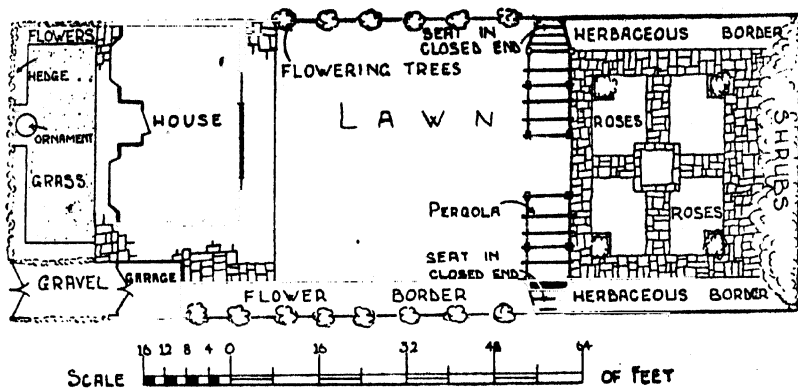 FLOWERS
HEDGE
ORNAMENT
GRASS
GRAVEL
GARAGE
HOUSE
FLOWERING TREES
LAWN
SEAT IN
CLOSED END
PERGOLA
SEAT IN
CLOSED END
FLOWER BORDER
HERBACEOUS BORDER
ROSES
ROSES
SHRUBS
HERBAGEOUS BORDER
SCALE 16 12 8 4 0 16 32 48 64 OF FEET